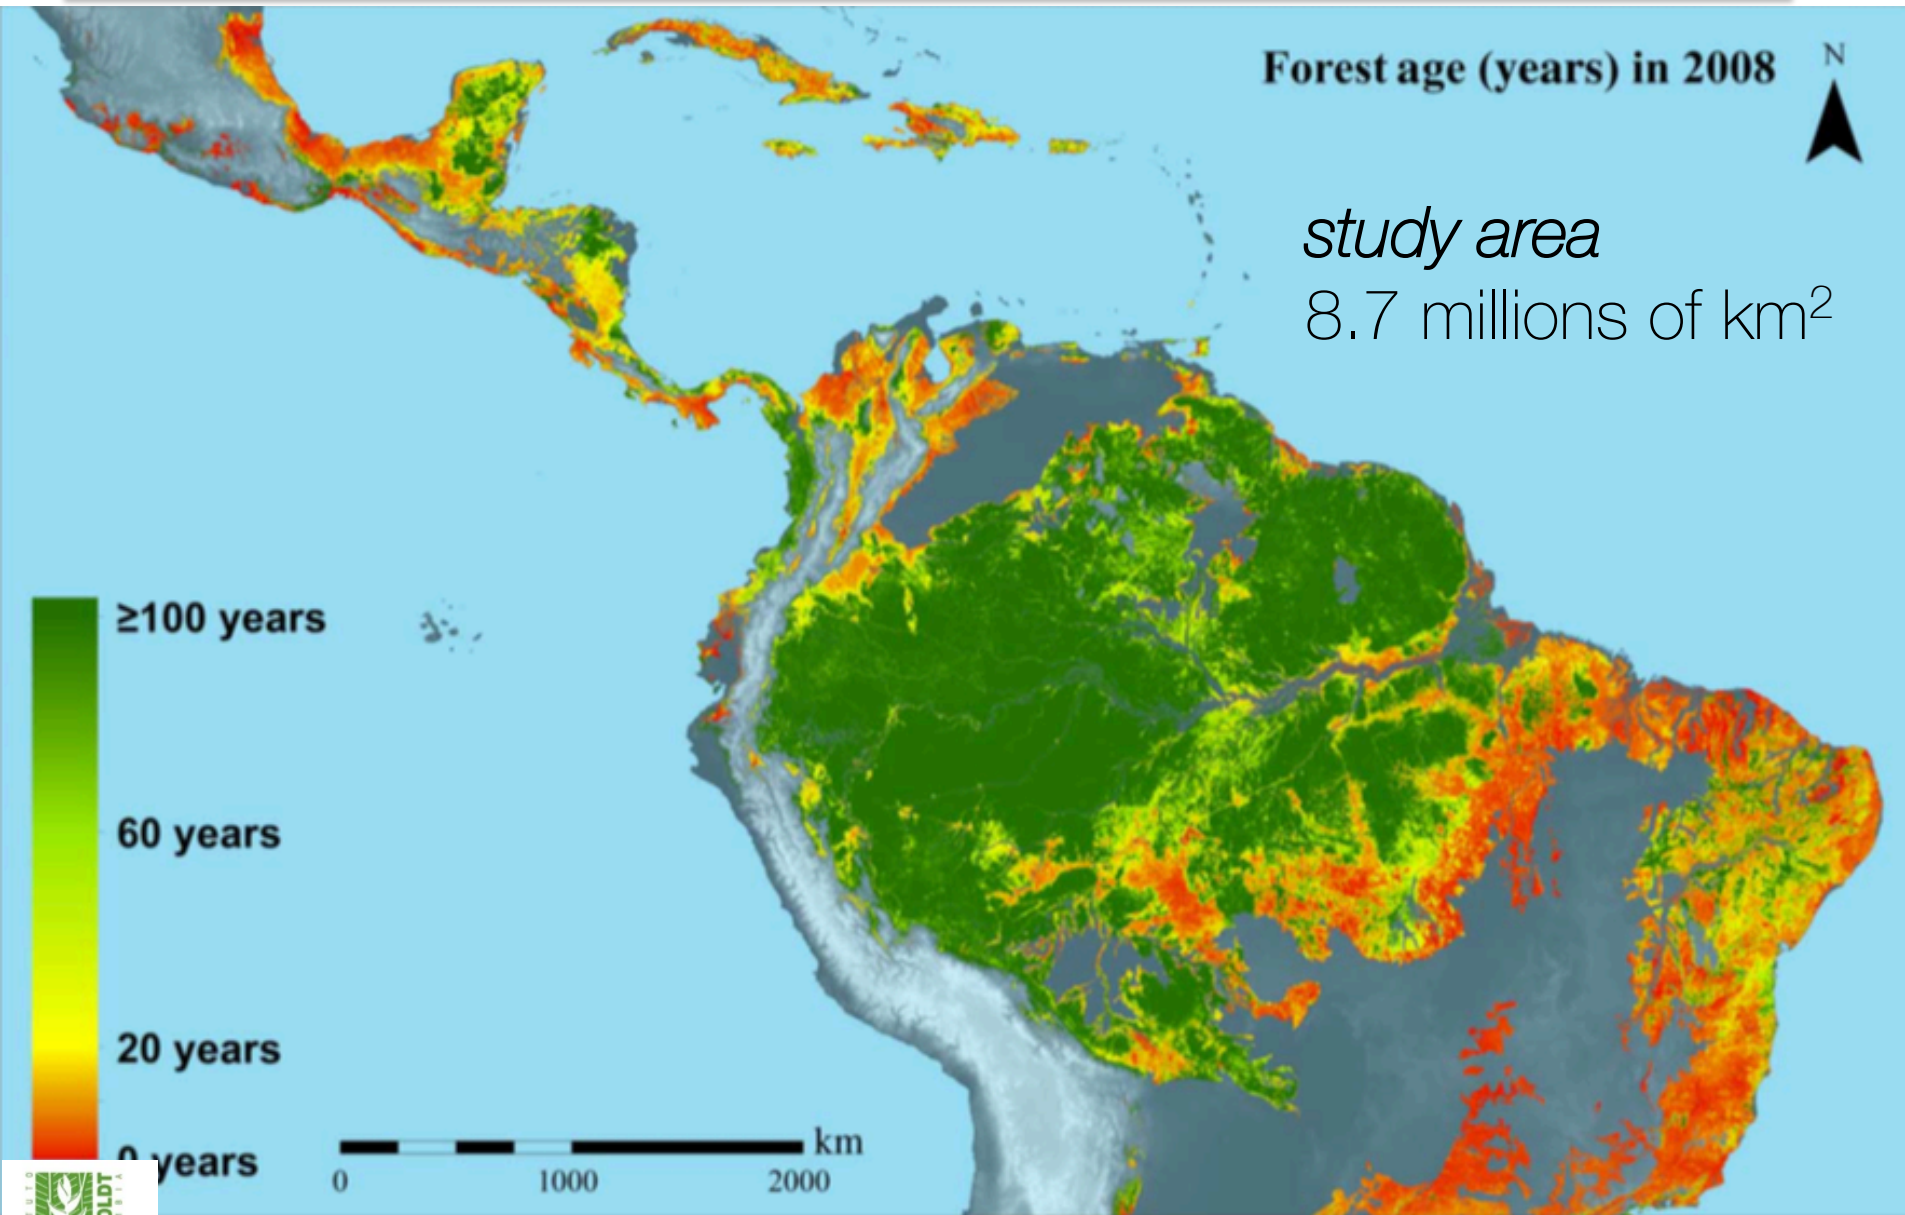 Forest age (years) in 2008
N
study area
8.7 millions of km²
≥100 years
60 years
20 years
0 years
km
0 1000 2000